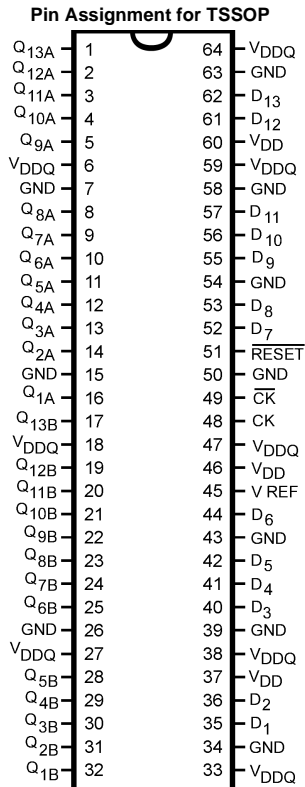 Pin Assignment for TSSOP
Q13A 1 64 VDDQ
Q12A 2 63 GND
Q11A 3 62 D13
Q10A 4 61 D12
Q9A 5 60 VDD
VDDQ 6 59 VDDQ
GND 7 58 GND
Q8A 8 57 D11
Q7A 9 56 D10
Q6A 10 55 D9
Q5A 11 54 GND
Q4A 12 53 D8
Q3A 13 52 D7
Q2A 14 51 RESET
GND 15 50 GND
Q1A 16 49 CK
Q13B 17 48 CK
VDDQ 18 47 VDDQ
Q12B 19 46 VDD
Q11B 20 45 V REF
Q10B 21 44 D6
Q9B 22 43 GND
Q8B 23 42 D5
Q7B 24 41 D4
Q6B 25 40 D3
GND 26 39 GND
VDDQ 27 38 VDDQ
Q5B 28 37 VDD
Q4B 29 36 D2
Q3B 30 35 D1
Q2B 31 34 GND
Q1B 32 33 VDDQ